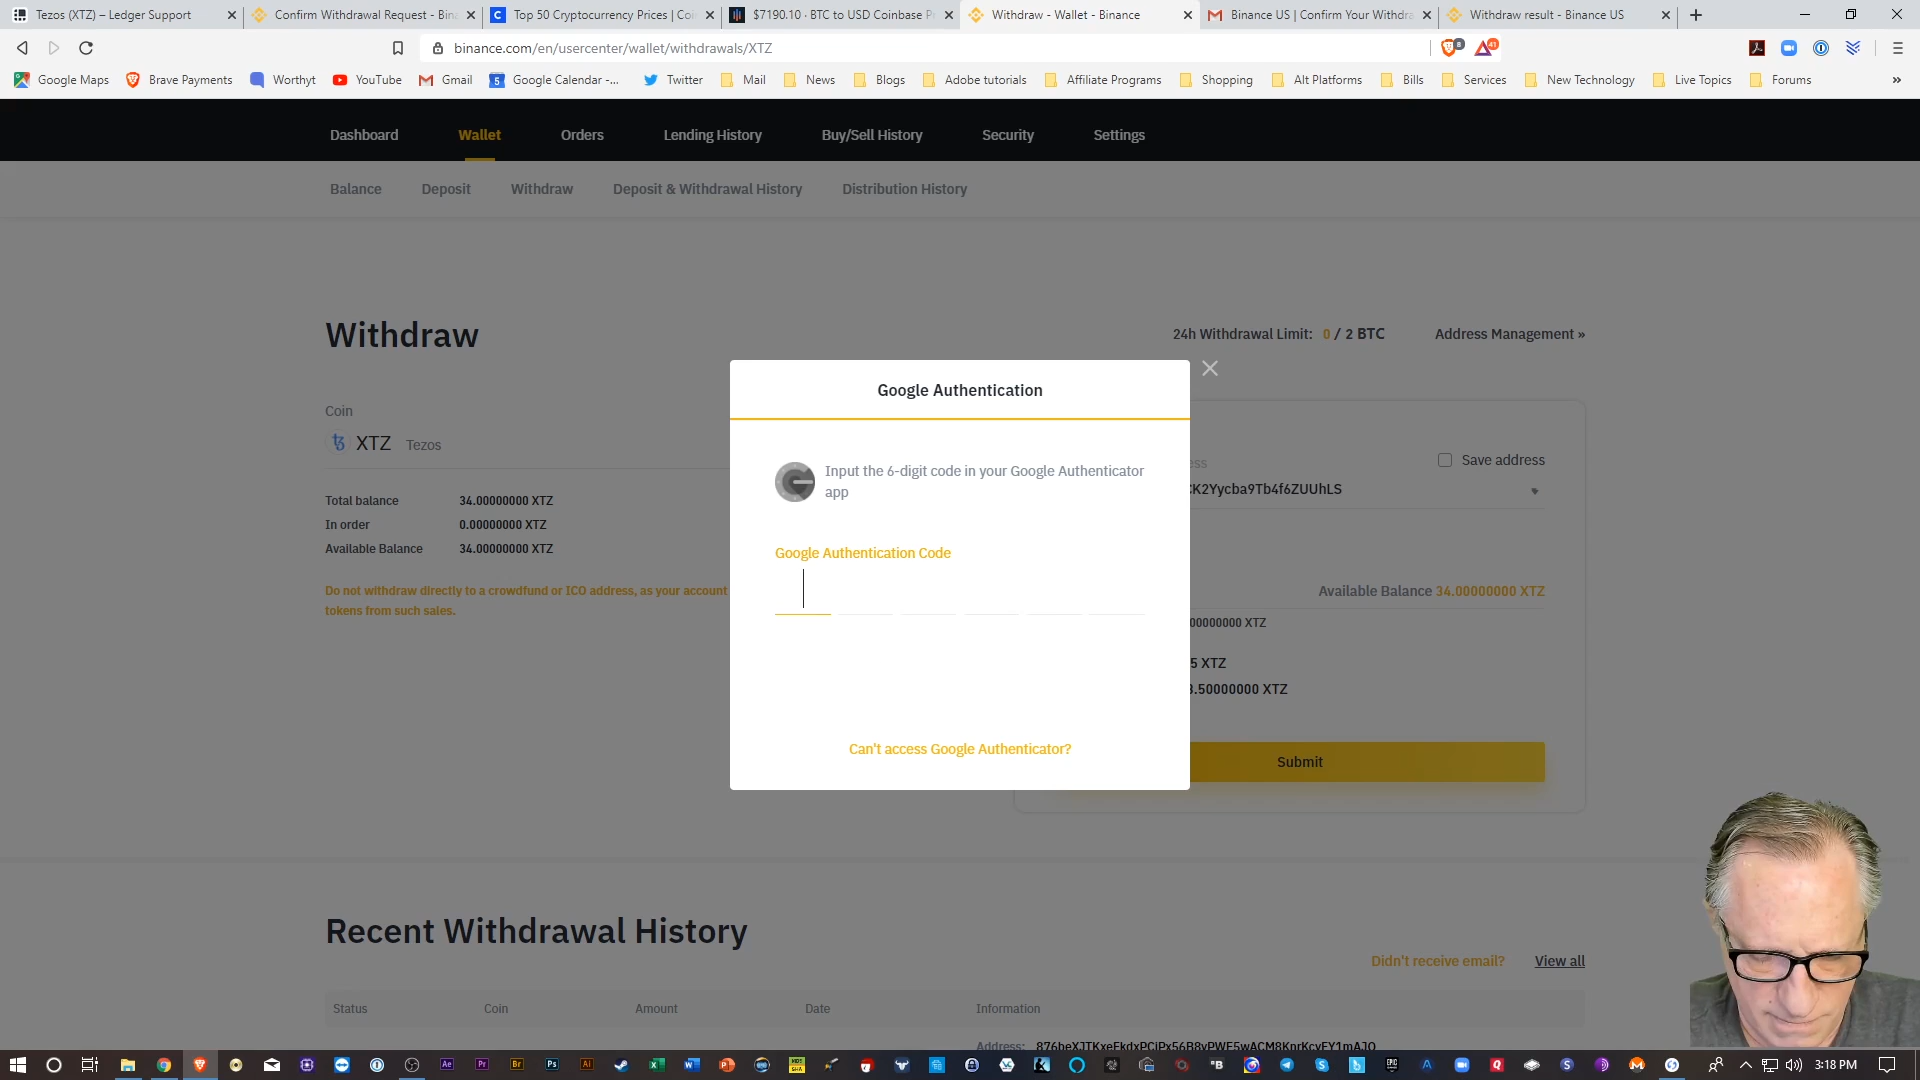 Tezos (XTZ) – Ledger Support
Confirm Withdrawal Request - Bin
Top 50 Cryptocurrency Prices | Coi
$7190.10 · BTC to USD Coinbase P
Withdraw - Wallet - Binance
Binance US | Confirm Your Withdra
Withdraw result - Binance US
binance.com/en/usercenter/wallet/withdrawals/XTZ
8
41
Google Maps
Brave Payments
Worthyt
YouTube
Gmail
Google Calendar -...
Twitter
Mail
News
Blogs
Adobe tutorials
Affiliate Programs
Shopping
Alt Platforms
Bills
Services
New Technology
Live Topics
Forums
»
Dashboard
Wallet
Orders
Lending History
Buy/Sell History
Security
Settings
Balance
Deposit
Withdraw
Deposit & Withdrawal History
Distribution History
Withdraw
24h Withdrawal Limit: 0 / 2 BTC
Address Management »
Coin
XTZ Tezos
Total balance 34.00000000 XTZ
In order 0.00000000 XTZ
Available Balance 34.00000000 XTZ
Do not withdraw directly to a crowdfund or ICO address, as your account
tokens from such sales.
Google Authentication
Input the 6-digit code in your Google Authenticator
app
Google Authentication Code
Can't access Google Authenticator?
ess
Save address
K2Yycba9Tb4f6ZUUhLS
Available Balance 34.00000000 XTZ
00000000 XTZ
5 XTZ
3.50000000 XTZ
Submit
Recent Withdrawal History
Didn't receive email?
View all
Status
Coin
Amount
Date
Information
Address: 876heXJTKxeEkdxPCiPx56B8vPWF5wACM8KnrKcvFY1mAJQ
3:18 PM